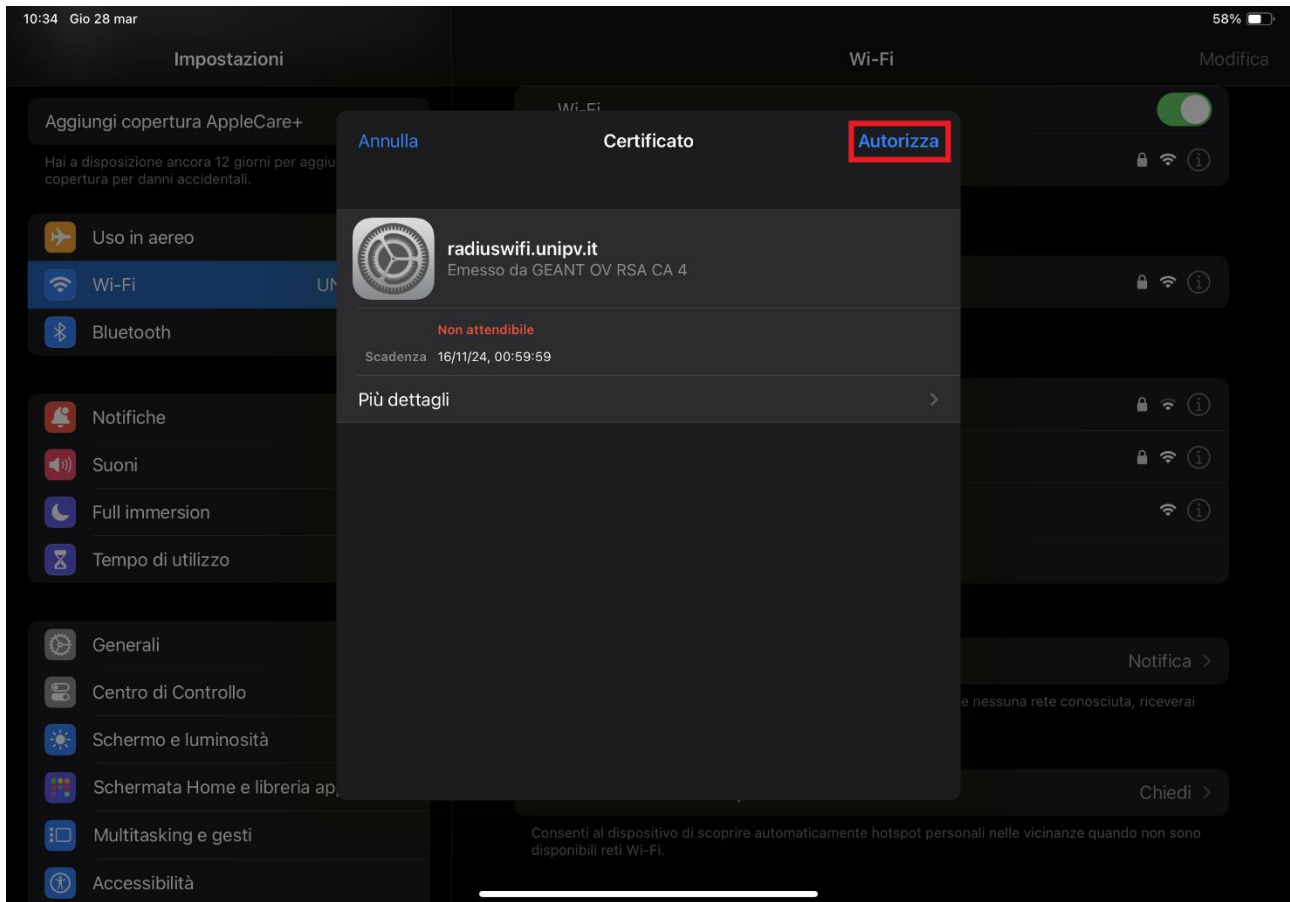 10:34 Gio 28 mar
58%
Impostazioni
Wi-Fi
Modifica
Aggiungi copertura AppleCare+
Hai a disposizione ancora 12 giorni per aggiu
copertura per danni accidentali.
Uso in aereo
Wi-Fi UN
Bluetooth
Notifiche
Suoni
Full immersion
Tempo di utilizzo
Generali
Centro di Controllo
Schermo e luminosità
Schermata Home e libreria ap
Multitasking e gesti
Accessibilità
Wi-Fi
Annulla
Certificato
Autorizza
radiuswifi.unipv.it
Emesso da GEANT OV RSA CA 4
Non attendibile
Scadenza 16/11/24, 00:59:59
Più dettagli
Notifica
e nessuna rete conosciuta, riceverai
Chiedi
Consenti al dispositivo di scoprire automaticamente hotspot personali nelle vicinanze quando non sono
disponibili reti Wi-Fi.